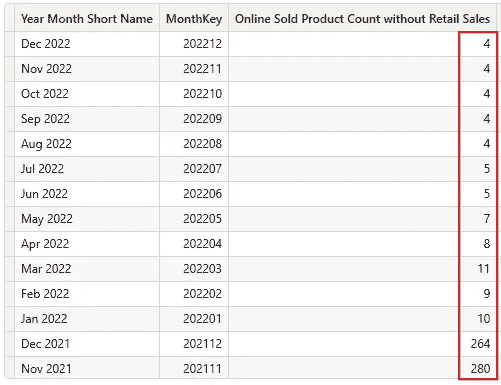 Year Month Short Name MonthKey Online Sold Product Count without Retail Sales
Dec 2022 202212 4
Nov 2022 202211 4
Oct 2022 202210 4
Sep 2022 202209 4
Aug 2022 202208 4
Jul 2022 202207 5
Jun 2022 202206 5
May 2022 202205 7
Apr 2022 202204 8
Mar 2022 202203 11
Feb 2022 202202 9
Jan 2022 202201 10
Dec 2021 202112 264
Nov 2021 202111 280